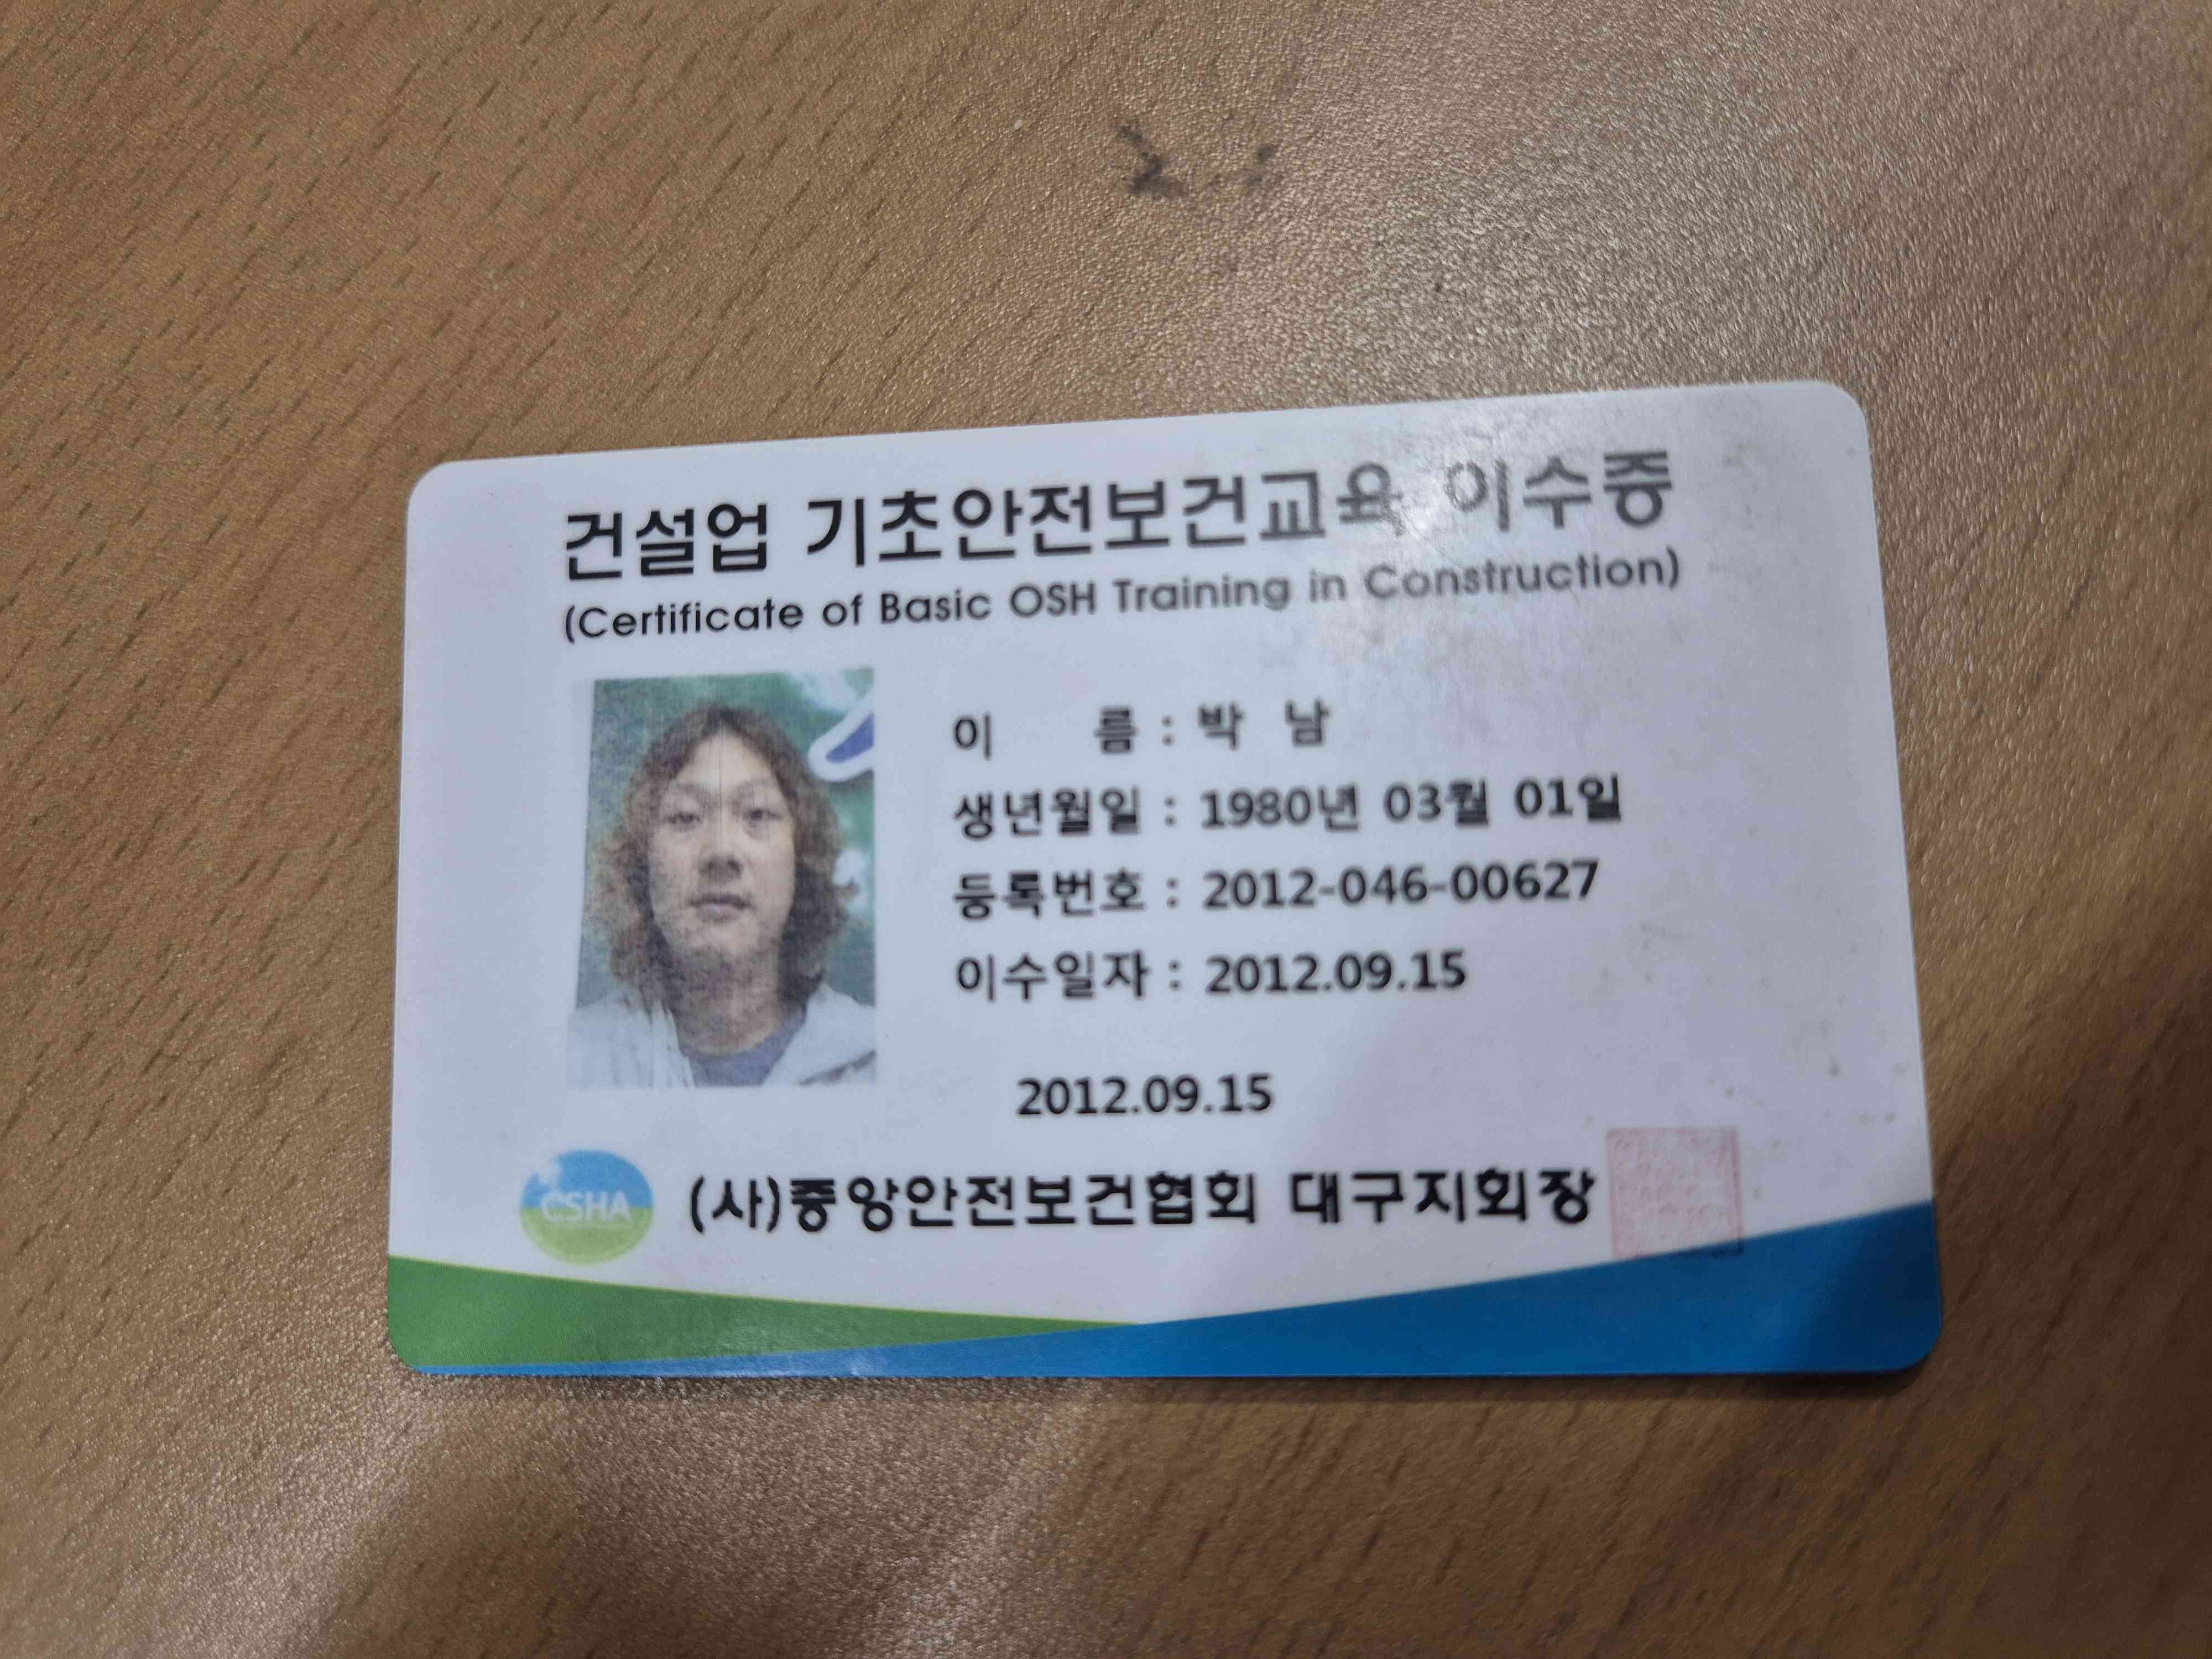 건설업 기초안전보건교육 이수증
(Certificate of Basic OSH Training in Construction)
이 름 : 박 남
생년월일 : 1980년 03월 01일
등록번호 : 2012-046-00627
이수일자 : 2012.09.15
2012.09.15
CSHA (사)중앙안전보건협회 대구지회장